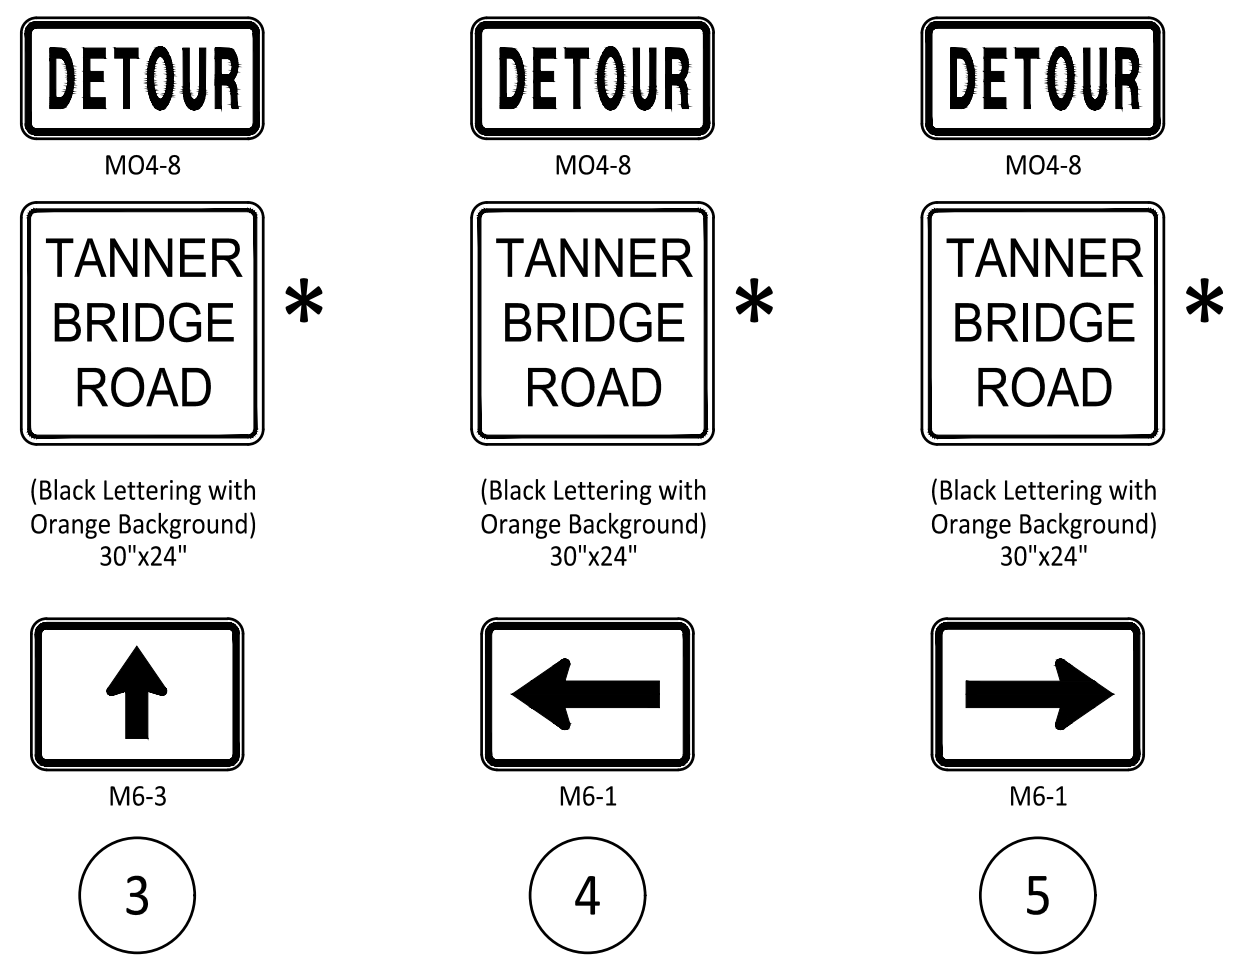 DETOUR
MO4-8
TANNER
BRIDGE
ROAD
*
(Black Lettering with
Orange Background)
30"x24"
M6-3
3
DETOUR
MO4-8
TANNER
BRIDGE
ROAD
*
(Black Lettering with
Orange Background)
30"x24"
M6-1
4
DETOUR
MO4-8
TANNER
BRIDGE
ROAD
*
(Black Lettering with
Orange Background)
30"x24"
M6-1
5